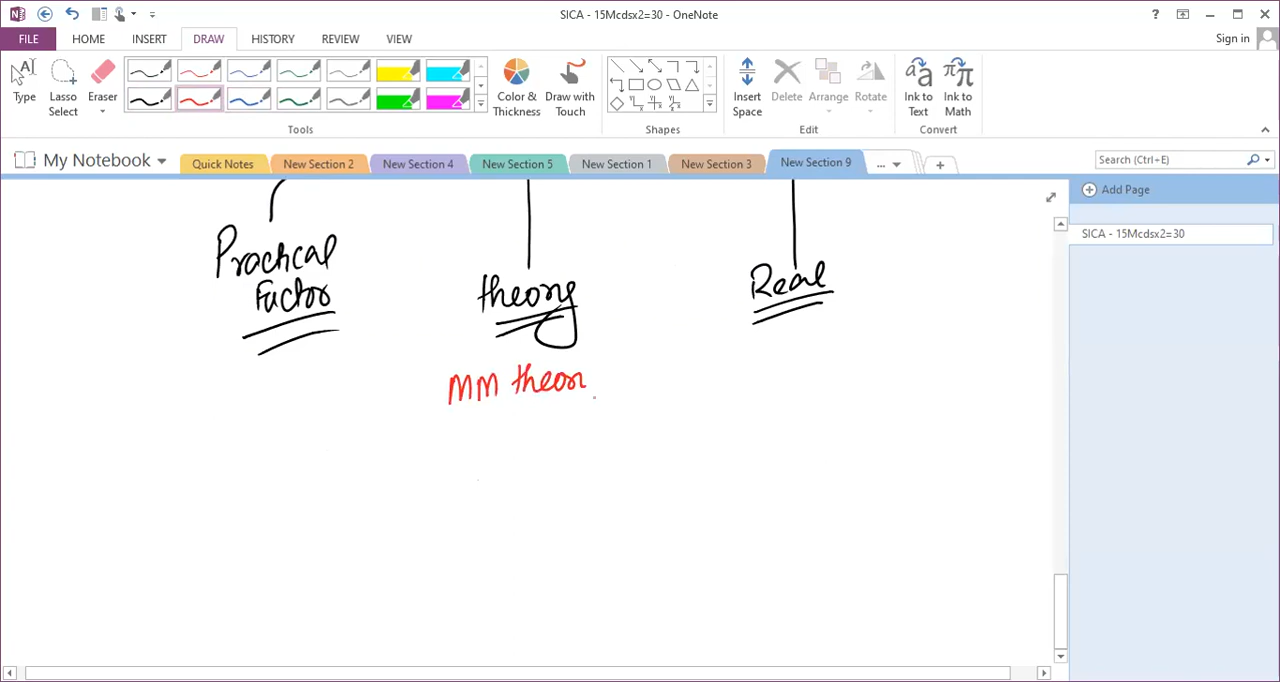 SICA - 15Mcdsx2=30 - OneNote
Sign in
FILE HOME INSERT DRAW HISTORY REVIEW VIEW
Type
Lasso Select
Eraser
Color & Thickness
Draw with Touch
Insert Space
Delete
Arrange
Rotate
Ink to Text
Ink to Math
Tools
Shapes
Edit
Convert
My Notebook
Quick Notes New Section 2 New Section 4 New Section 5 New Section 1 New Section 3 New Section 9 ...
Search (Ctrl+E)
Add Page
SICA - 15Mcdsx2=30
Practical
Factor
theory
Real
MM theor